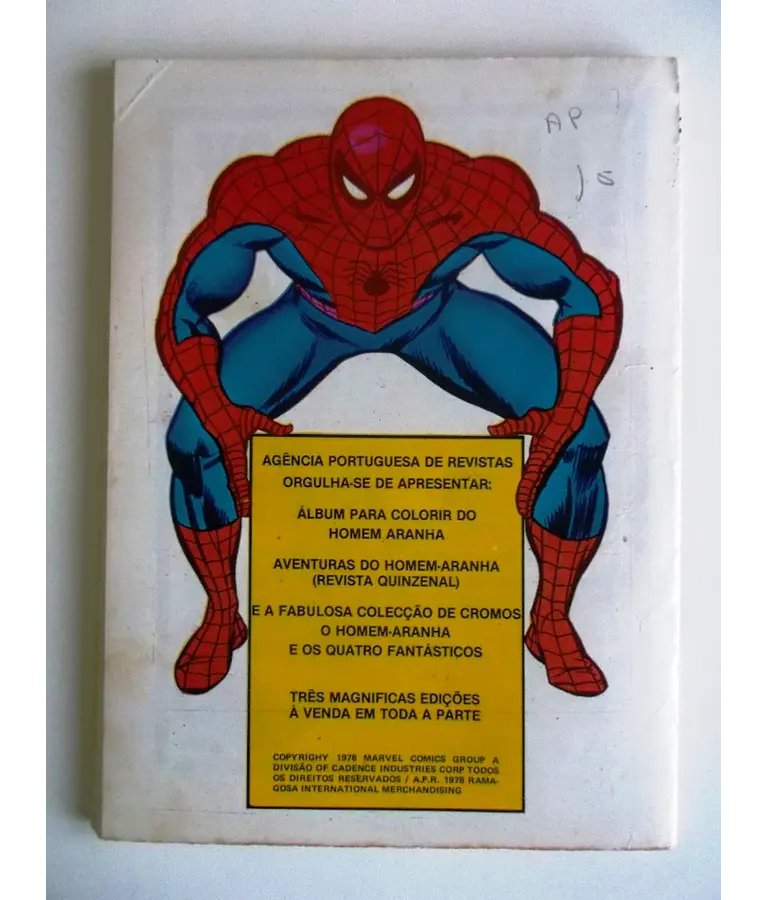 AP
AGÊNCIA PORTUGUESA DE REVISTAS
ORGULHA-SE DE APRESENTAR:
ÁLBUM PARA COLORIR DO
HOMEM ARANHA
AVENTURAS DO HOMEM-ARANHA
(REVISTA QUINZENAL)
E A FABULOSA COLECÇÃO DE CROMOS
O HOMEM-ARANHA
E OS QUATRO FANTÁSTICOS
TRÊS MAGNIFICAS EDIÇÕES
À VENDA EM TODA A PARTE
COPYRIGHY 1978 MARVEL COMICS GROUP A
DIVISÃO OF CADENCE INDUSTRIES CORP TODOS
OS DIREITOS RESERVADOS / A.P.R. 1978 RAMA-
GOSA INTERNATIONAL MERCHANDISING